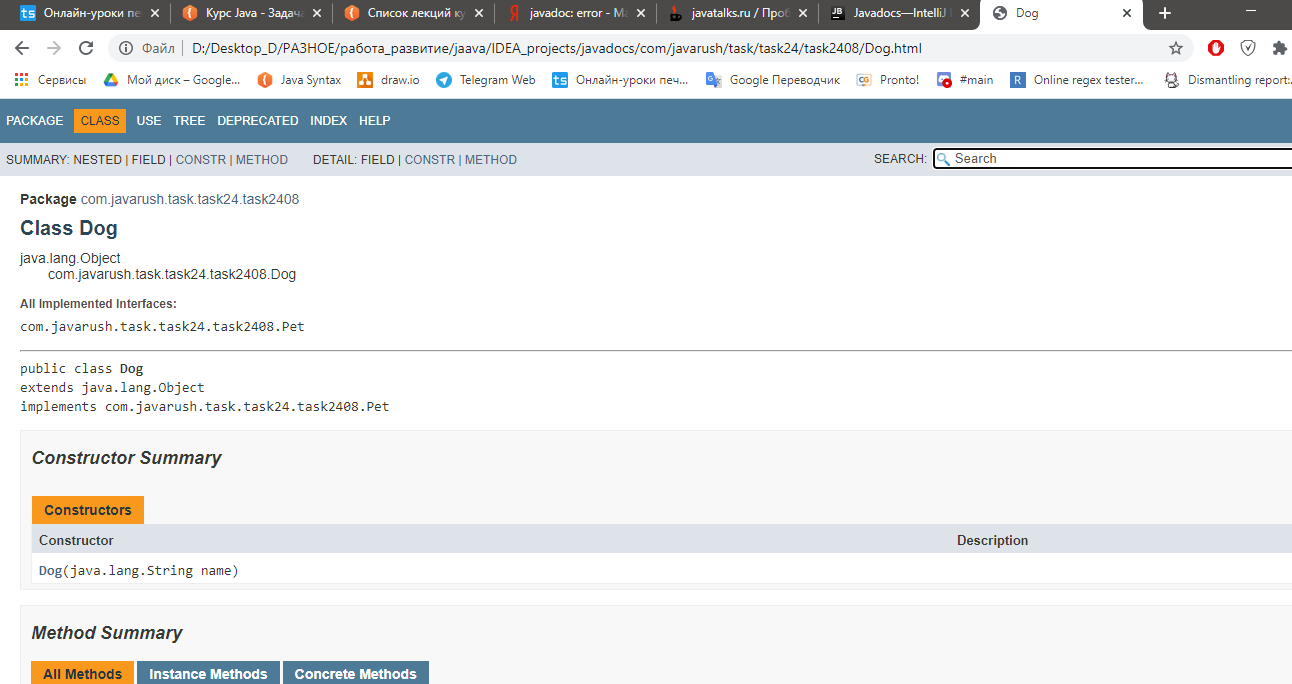 Онлайн-уроки пе
Курс Java - Задача
Список лекций ку
javadoc: error - Ma
javatalks.ru / Проб
Javadocs—IntelliJ
Dog
Файл D:/Desktop_D/РАЗНОЕ/работа_развитие/jaava/IDEA_projects/javadocs/com/javarush/task/task24/task2408/Dog.html
Сервисы Мой диск – Google... Java Syntax draw.io Telegram Web ts Онлайн-уроки печ... Google Переводчик CG Pronto! #main R Online regex tester... Dismantling report:
PACKAGE CLASS USE TREE DEPRECATED INDEX HELP
SUMMARY: NESTED | FIELD | CONSTR | METHOD DETAIL: FIELD | CONSTR | METHOD SEARCH: Search
Package com.javarush.task.task24.task2408
Class Dog
java.lang.Object
com.javarush.task.task24.task2408.Dog
All Implemented Interfaces:
com.javarush.task.task24.task2408.Pet
public class Dog
extends java.lang.Object
implements com.javarush.task.task24.task2408.Pet
Constructor Summary
Constructors
Constructor Description
Dog(java.lang.String name)
Method Summary
All Methods Instance Methods Concrete Methods